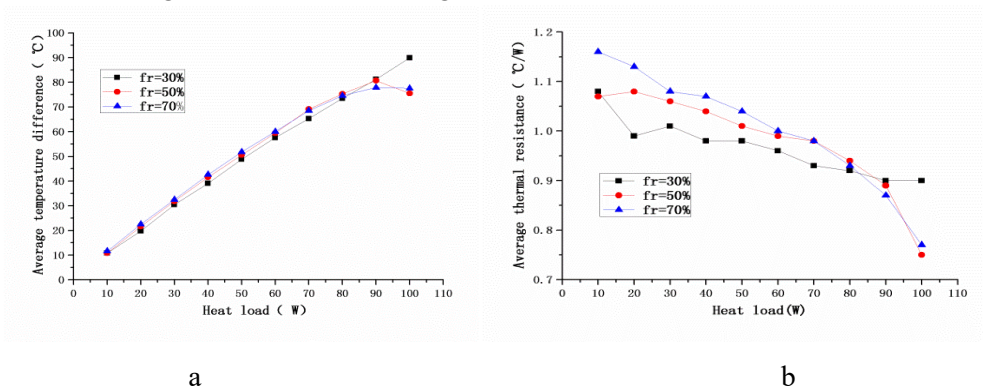 100
90
80
70
60
50
40
30
20
10
0
Average temperature difference ( ℃)
fr=30%
fr=50%
fr=70%
0 10 20 30 40 50 60 70 80 90 100 110
Heat load ( W)
a
1.2
1.1
1.0
0.9
0.8
0.7
Average thermal resistance ( ℃/W)
fr=30%
fr=50%
fr=70%
0 10 20 30 40 50 60 70 80 90 100 110
Heat load(W)
b